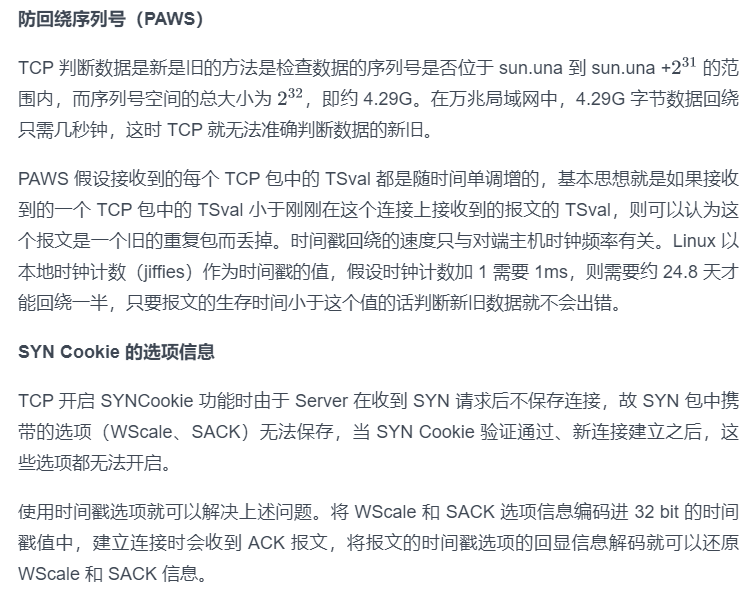 防回绕序列号（PAWS）
TCP 判断数据是新是旧的方法是检查数据的序列号是否位于 sun.una 到 sun.una +2³¹ 的范
围内，而序列号空间的总大小为 2³²，即约 4.29G。在万兆局域网中，4.29G 字节数据回绕
只需几秒钟，这时 TCP 就无法准确判断数据的新旧。
PAWS 假设接收到的每个 TCP 包中的 TSval 都是随时间单调增的，基本思想就是如果接收
到的一个 TCP 包中的 TSval 小于刚刚在这个连接上接收到的报文的 TSval，则可以认为这
个报文是一个旧的重复包而丢掉。时间戳回绕的速度只与对端主机时钟频率有关。Linux 以
本地时钟计数（jiffies）作为时间戳的值，假设时钟计数加 1 需要 1ms，则需要约 24.8 天才
能回绕一半，只要报文的生存时间小于这个值的话判断新旧数据就不会出错。
SYN Cookie 的选项信息
TCP 开启 SYNCookie 功能时由于 Server 在收到 SYN 请求后不保存连接，故 SYN 包中携
带的选项（WScale、SACK）无法保存，当 SYN Cookie 验证通过、新连接建立之后，这
些选项都无法开启。
使用时间戳选项就可以解决上述问题。将 WScale 和 SACK 选项信息编码进 32 bit 的时间
戳值中，建立连接时会收到 ACK 报文，将报文的时间戳选项的回显信息解码就可以还原
WScale 和 SACK 信息。